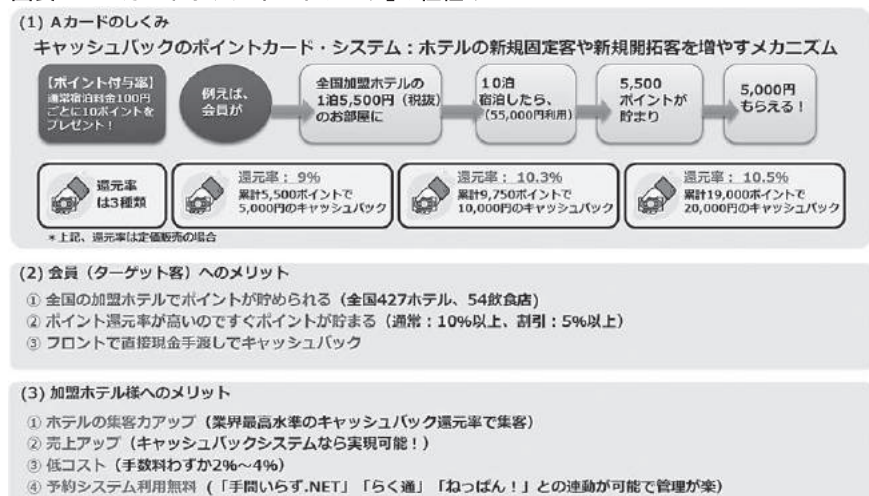 (1) Aカードのしくみ
キャッシュバックのポイントカード・システム：ホテルの新規固定客や新規開拓客を増やすメカニズム
【ポイント付与率】
通常宿泊料金100円
ごとに10ポイントを
プレゼント！
例えば、
会員が
全国加盟ホテルの
1泊5,500円（税抜）
のお部屋に
10泊
宿泊したら、
（55,000円利用）
5,500
ポイントが
貯まり
5,000円
もらえる！
還元率
は3種類
還元率： 9%
累計5,500ポイントで
5,000円のキャッシュバック
還元率： 10.3%
累計9,750ポイントで
10,000円のキャッシュバック
還元率： 10.5%
累計19,000ポイントで
20,000円のキャッシュバック
＊上記、還元率は定価販売の場合
(2) 会員（ターゲット客）へのメリット
① 全国の加盟ホテルでポイントが貯められる（全国427ホテル、54飲食店)
② ポイント還元率が高いのですぐポイントが貯まる（通常：10%以上、割引：5%以上）
③ フロントで直接現金手渡しでキャッシュバック
(3) 加盟ホテル様へのメリット
① ホテルの集客力アップ（業界最高水準のキャッシュバック還元率で集客）
② 売上アップ（キャッシュバックシステムなら実現可能！）
③ 低コスト（手数料わずか2%～4%）
④ 予約システム利用無料（「手間いらず.NET」「らく通」「ねっぱん！」との連動が可能で管理が楽）